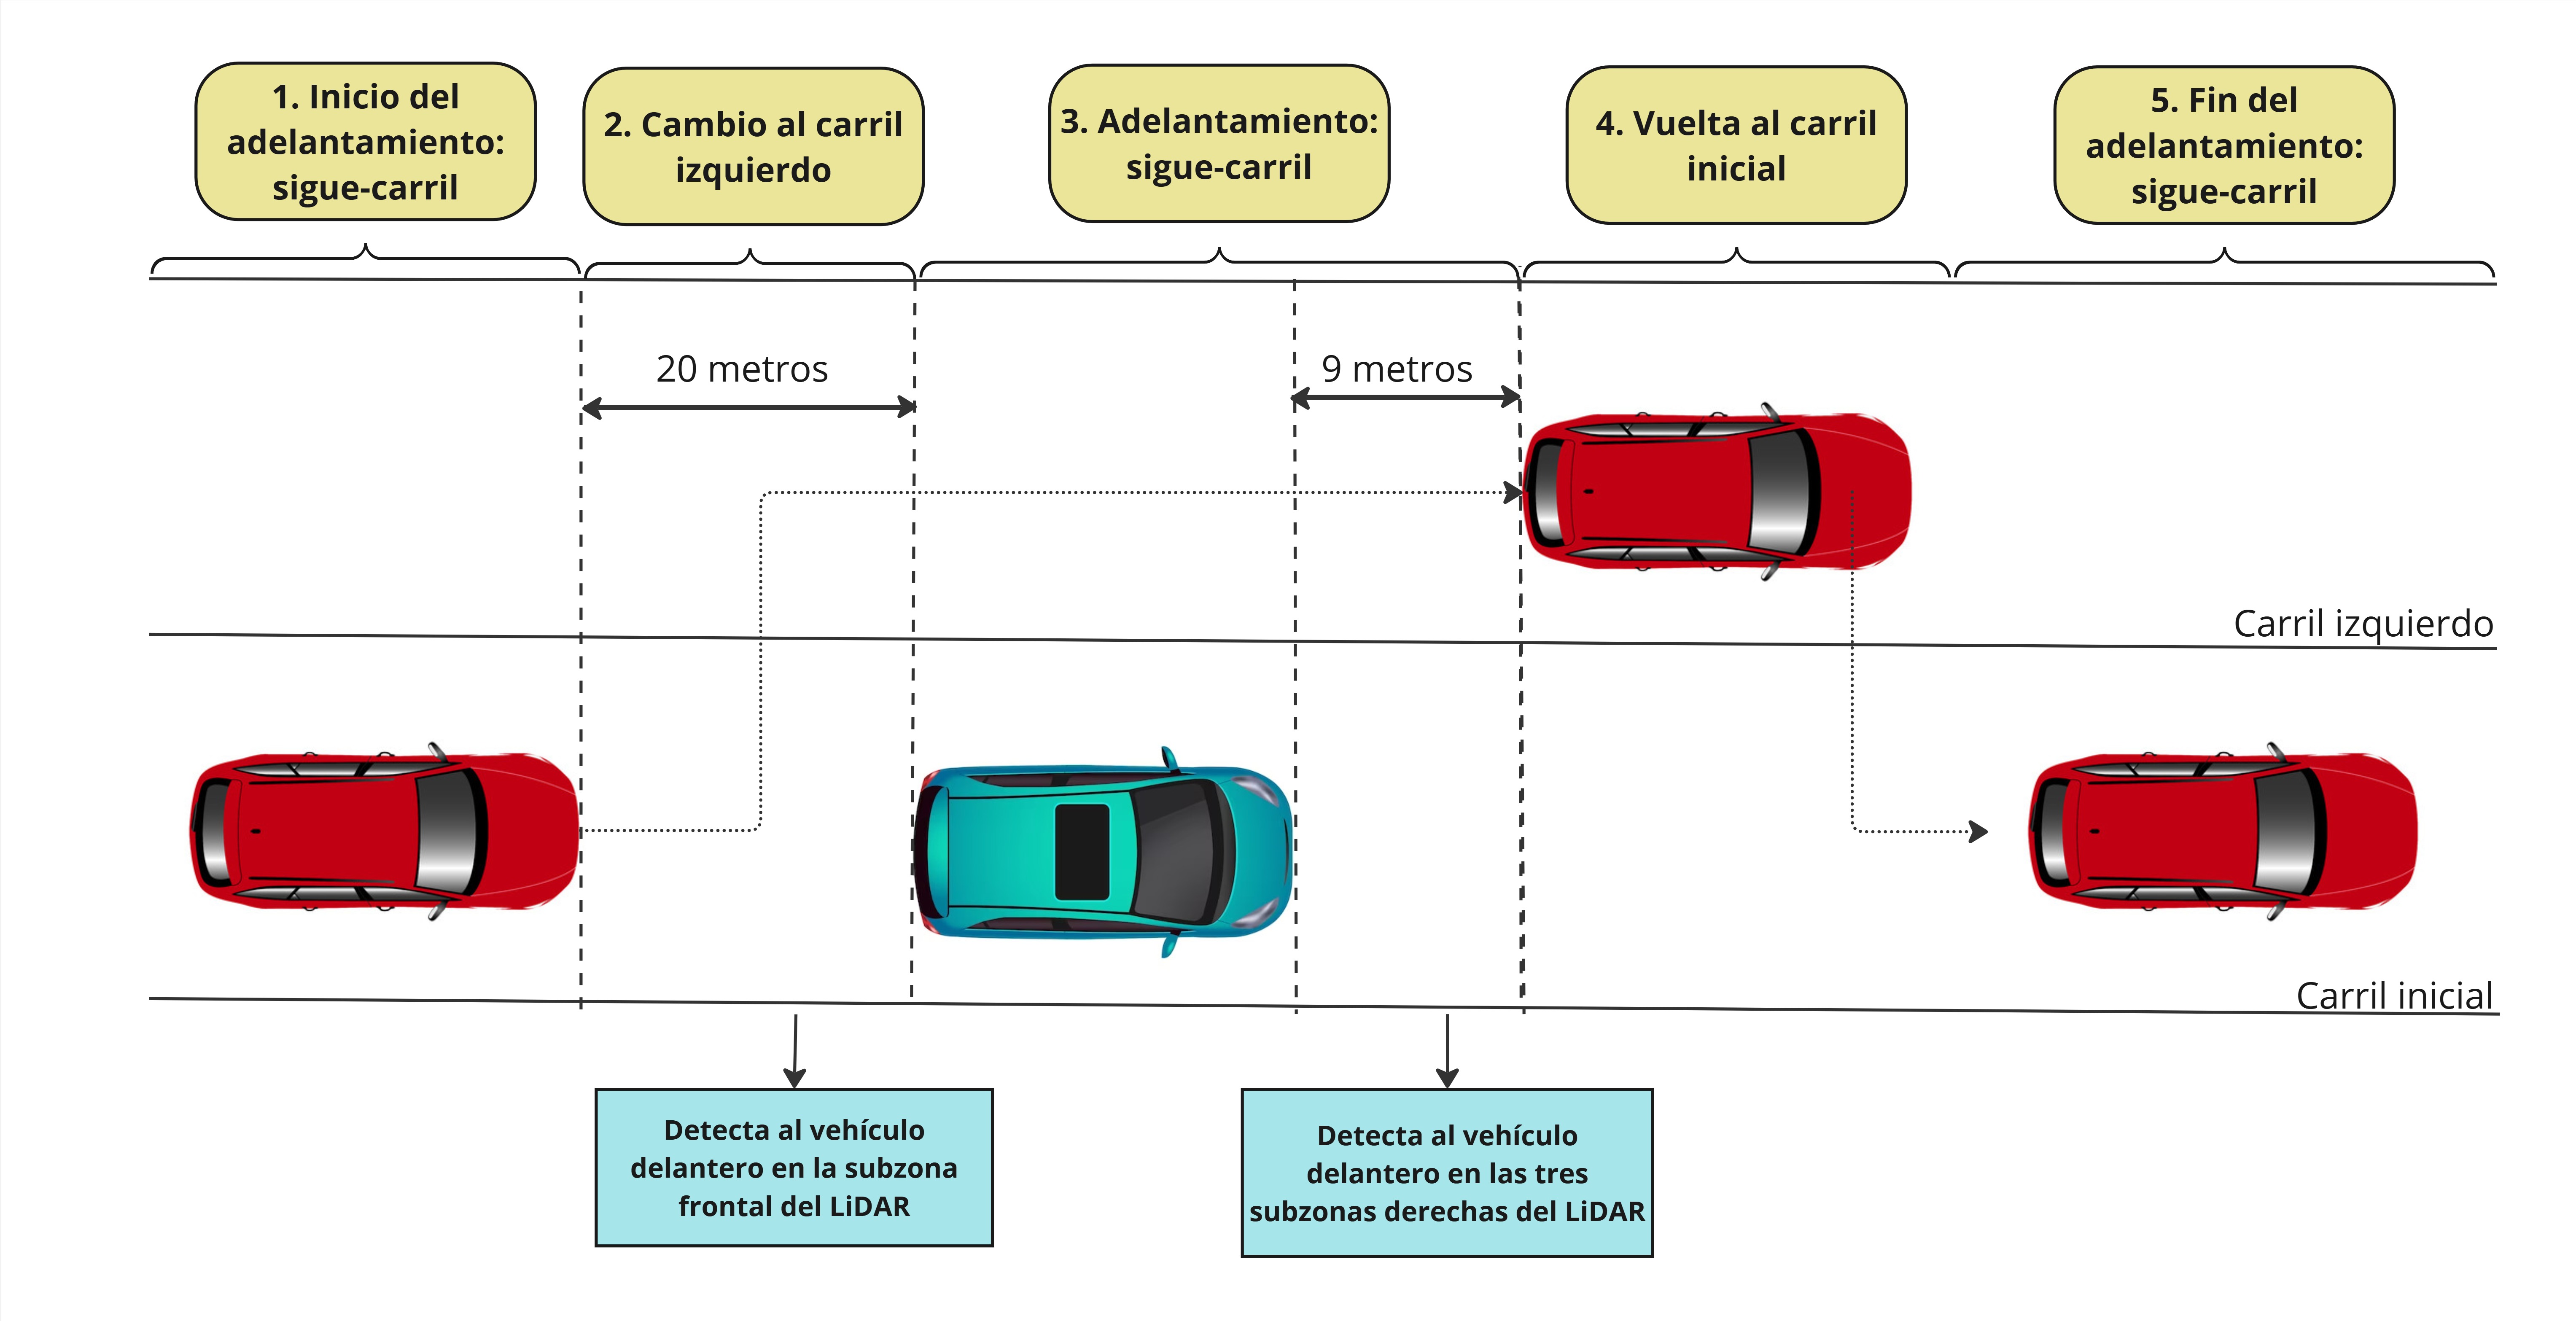 1. Inicio del
adelantamiento:
sigue-carril
2. Cambio al carril
izquierdo
3. Adelantamiento:
sigue-carril
4. Vuelta al carril
inicial
5. Fin del
adelantamiento:
sigue-carril
20 metros
9 metros
Carril izquierdo
Carril inicial
Detecta al vehículo
delantero en la subzona
frontal del LiDAR
Detecta al vehículo
delantero en las tres
subzonas derechas del LiDAR